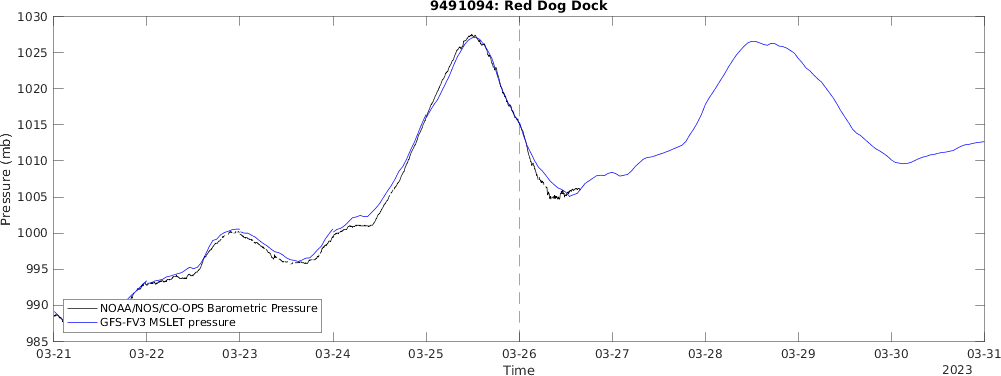 9491094: Red Dog Dock
1030
1025
1020
1015
1010
1005
1000
995
990
985
Pressure (mb)
NOAA/NOS/CO-OPS Barometric Pressure
GFS-FV3 MSLET pressure
03-21 03-22 03-23 03-24 03-25 03-26 03-27 03-28 03-29 03-30 03-31
Time
2023